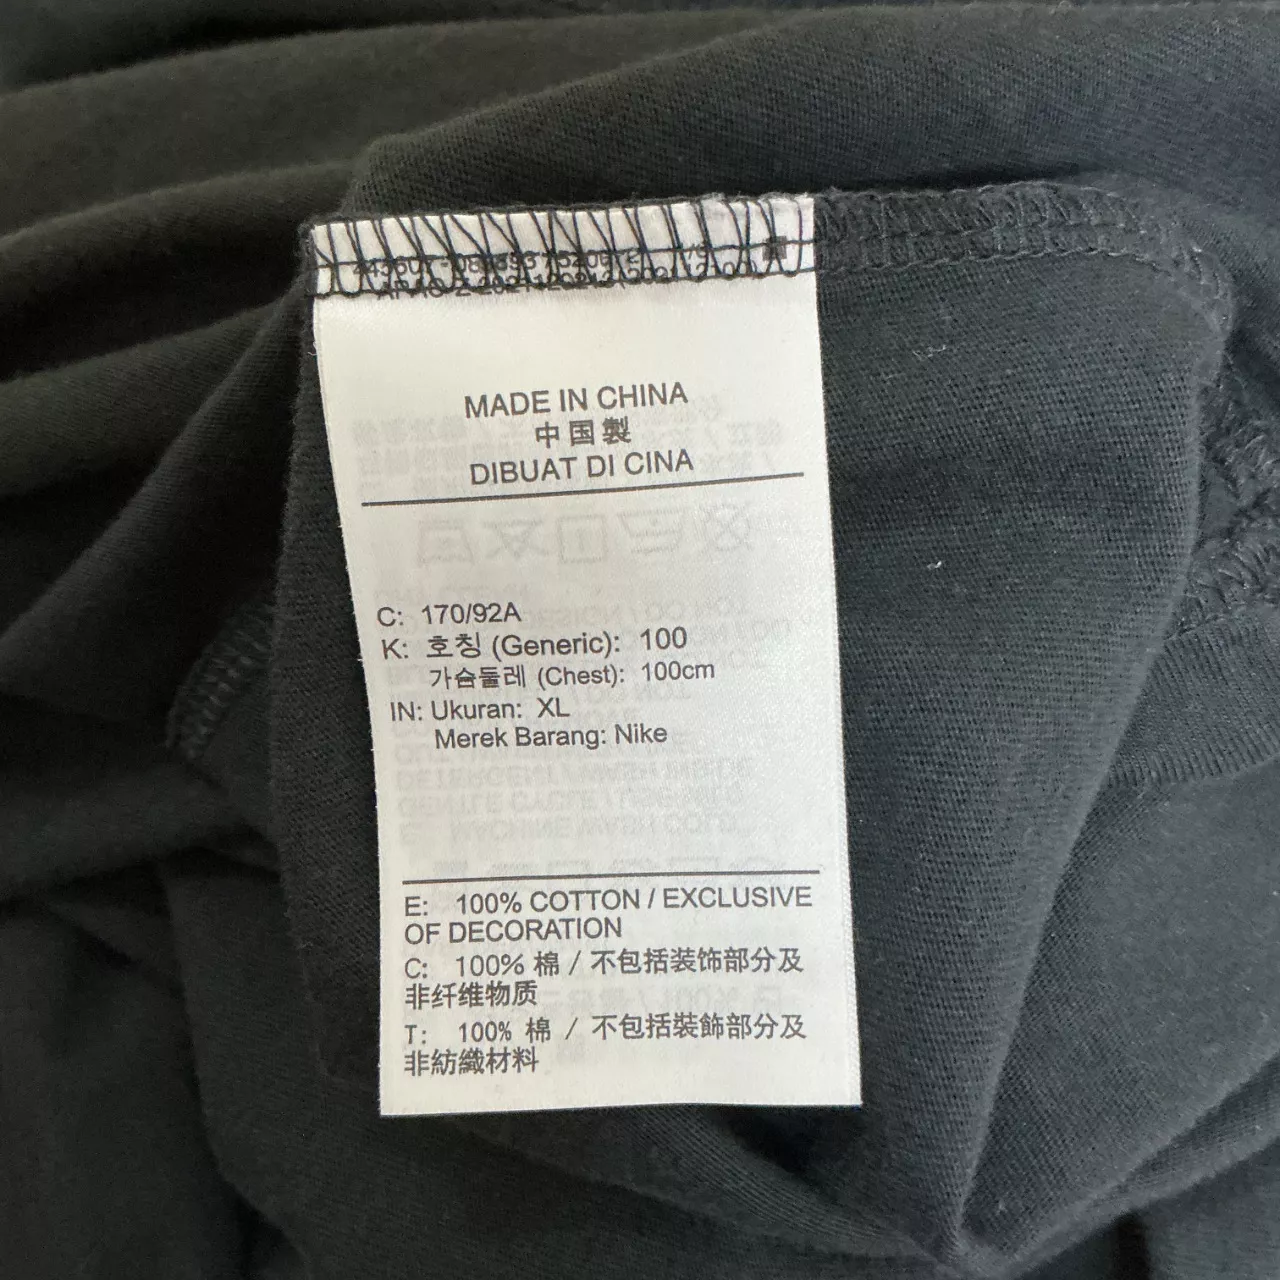 MADE IN CHINA
中国製
DIBUAT DI CINA
C: 170/92A
K: 호칭 (Generic): 100
가슴둘레 (Chest): 100cm
IN: Ukuran: XL
Merek Barang: Nike
E: 100% COTTON / EXCLUSIVE
OF DECORATION
C: 100% 棉 / 不包括装饰部分及
非纤维物质
T: 100% 棉 / 不包括裝飾部分及
非紡織材料